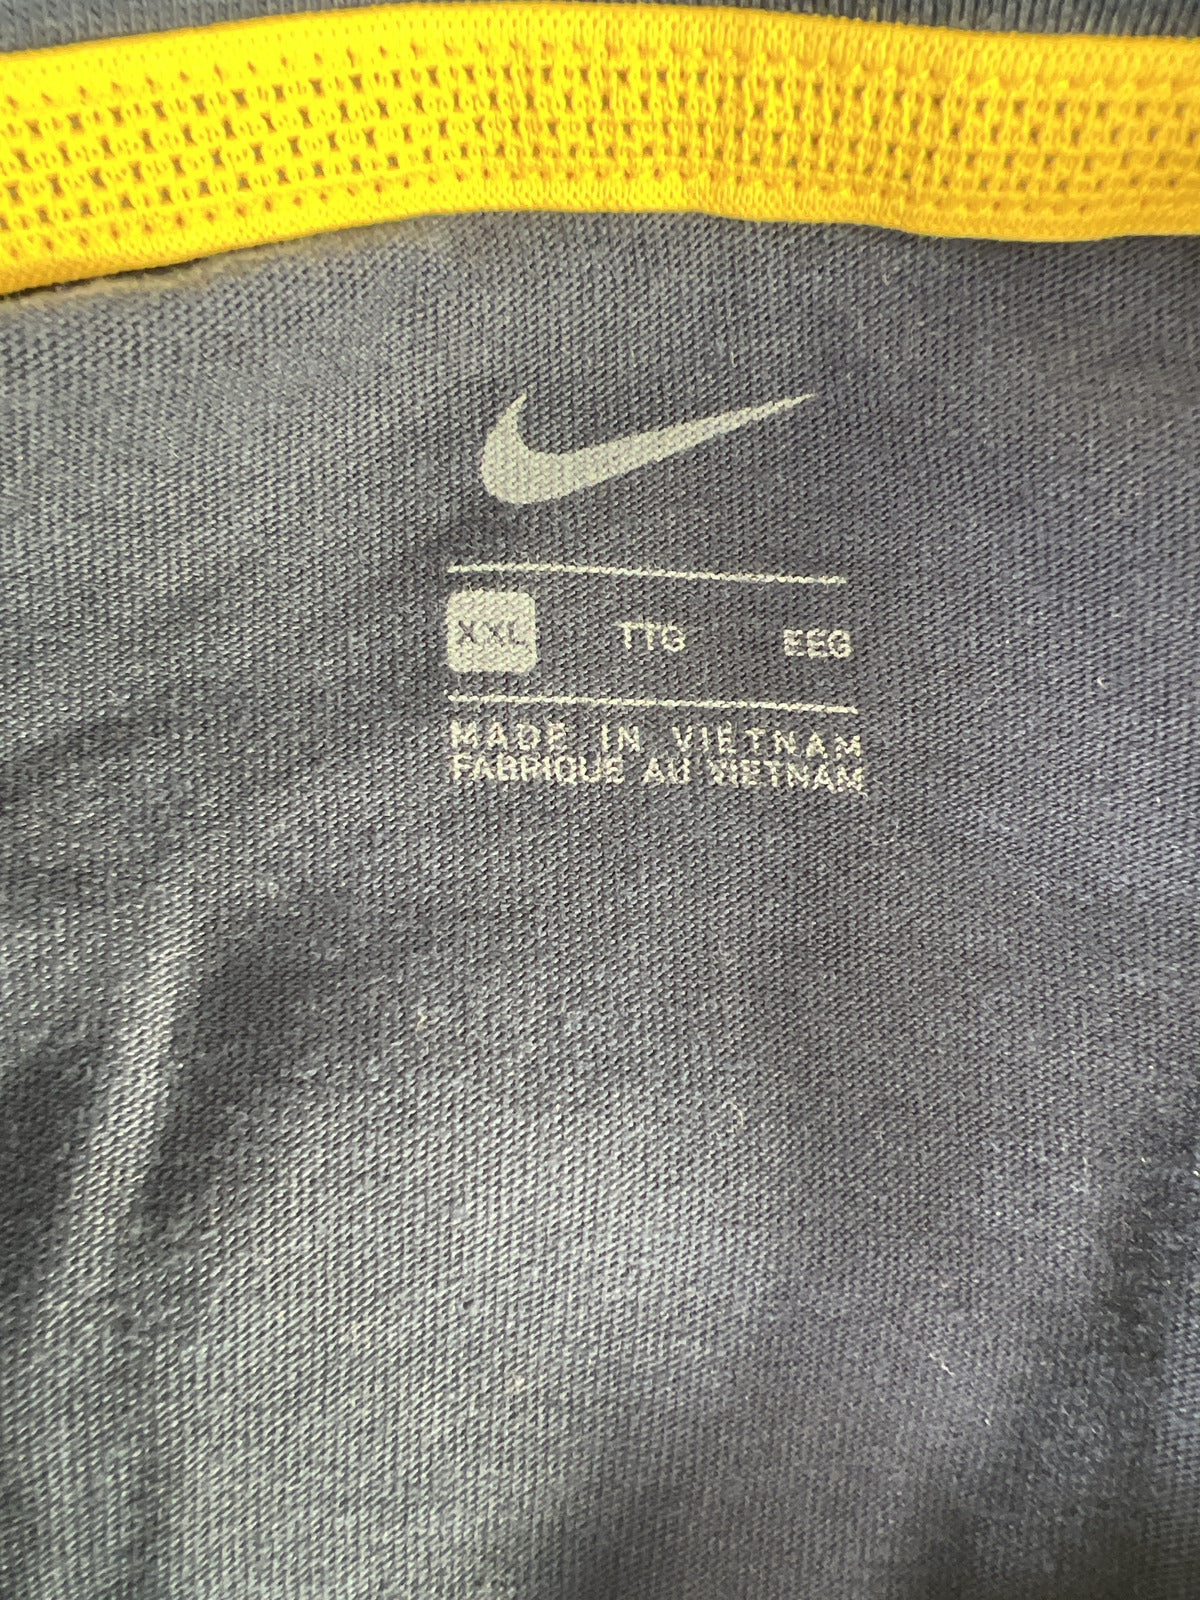 XXL TTG EEG
MADE IN VIETNAM
FABRIQUE AU VIETNAM